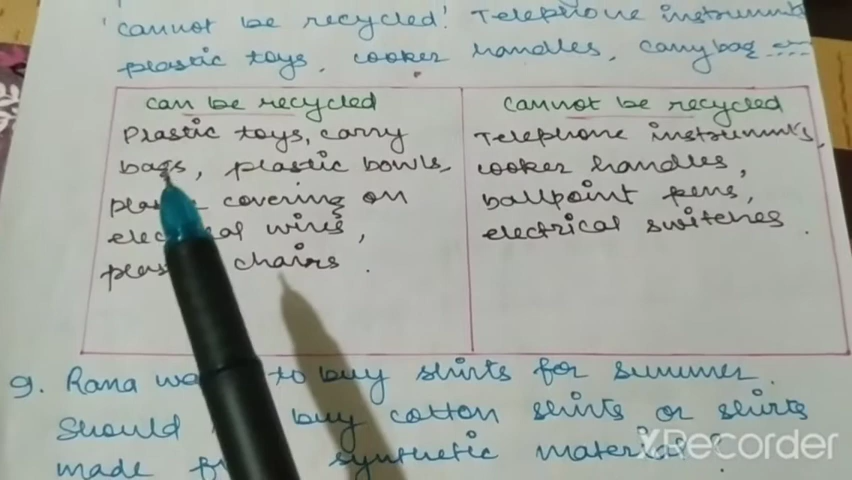 'cannot be recycled'. Telephone instruments
plastic toys, cooker handles, carry bag
can be recycled
Plastic toys, carry
bags, plastic bowls,
covering on
wires,
chairs.
cannot be recycled
Telephone instruments,
cooker handles,
ballpoint pens,
electrical switches.
9. Rana to buy shirts for summer.
Should buy cotton shirts or shirts
made synthetic material?
XRecorder